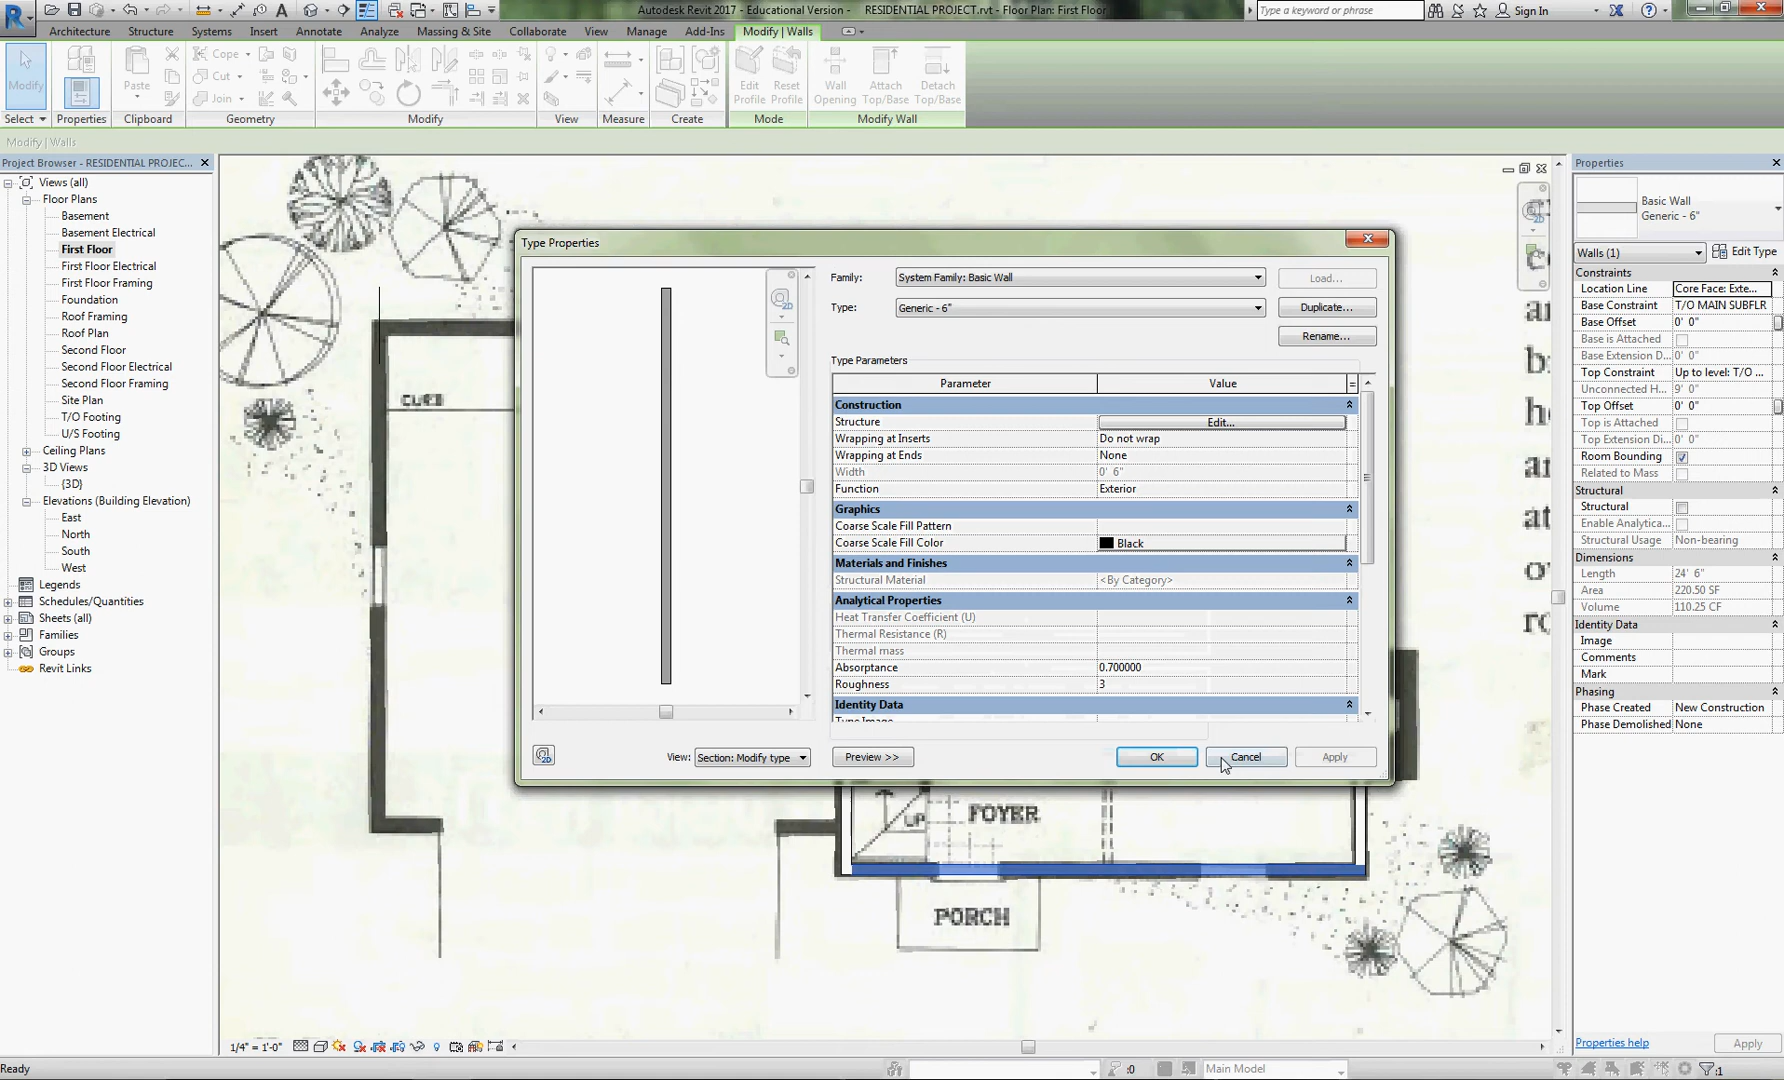 Autodesk Revit 2017 - Educational Version - RESIDENTIAL PROJECT.rvt - Floor Plan: First Floor
Type a keyword or phrase
Sign In
Architecture Structure Systems Insert Annotate Analyze Massing & Site Collaborate View Manage Add-Ins Modify | Walls
Modify
Paste
Cope
Cut
Join
Edit Profile
Reset Profile
Wall Opening
Attach Top/Base
Detach Top/Base
Select Properties Clipboard Geometry Modify View Measure Create Mode Modify Wall
Modify | Walls
Project Browser - RESIDENTIAL PROJEC...
Views (all)
Floor Plans
Basement
Basement Electrical
First Floor
First Floor Electrical
First Floor Framing
Foundation
Roof Framing
Roof Plan
Second Floor
Second Floor Electrical
Second Floor Framing
Site Plan
T/O Footing
U/S Footing
Ceiling Plans
3D Views
{3D}
Elevations (Building Elevation)
East
North
South
West
Legends
Schedules/Quantities
Sheets (all)
Families
Groups
Revit Links
Type Properties
Family: System Family: Basic Wall Load...
Type: Generic - 6" Duplicate...
Rename...
Type Parameters
Parameter Value =
Construction
Structure Edit...
Wrapping at Inserts Do not wrap
Wrapping at Ends None
Width 0' 6"
Function Exterior
Graphics
Coarse Scale Fill Pattern
Coarse Scale Fill Color Black
Materials and Finishes
Structural Material <By Category>
Analytical Properties
Heat Transfer Coefficient (U)
Thermal Resistance (R)
Thermal mass
Absorptance 0.700000
Roughness 3
Identity Data
Type Image
View: Section: Modify type Preview >> OK Cancel Apply
UP
FOYER
PORCH
Properties
Basic Wall
Generic - 6"
Walls (1) Edit Type
Constraints
Location Line Core Face: Exte...
Base Constraint T/O MAIN SUBFLR
Base Offset 0' 0"
Base is Attached
Base Extension D...
Top Constraint Up to level: T/O ...
Unconnected H... 9' 0"
Top Offset 0' 0"
Top is Attached
Top Extension Di...
Room Bounding
Related to Mass
Structural
Structural
Enable Analytica...
Structural Usage Non-bearing
Dimensions
Length 24' 6"
Area 220.50 SF
Volume 110.25 CF
Identity Data
Image
Comments
Mark
Phasing
Phase Created New Construction
Phase Demolished None
Properties help Apply
1/4" = 1'-0"
Ready
:0
Main Model
:1